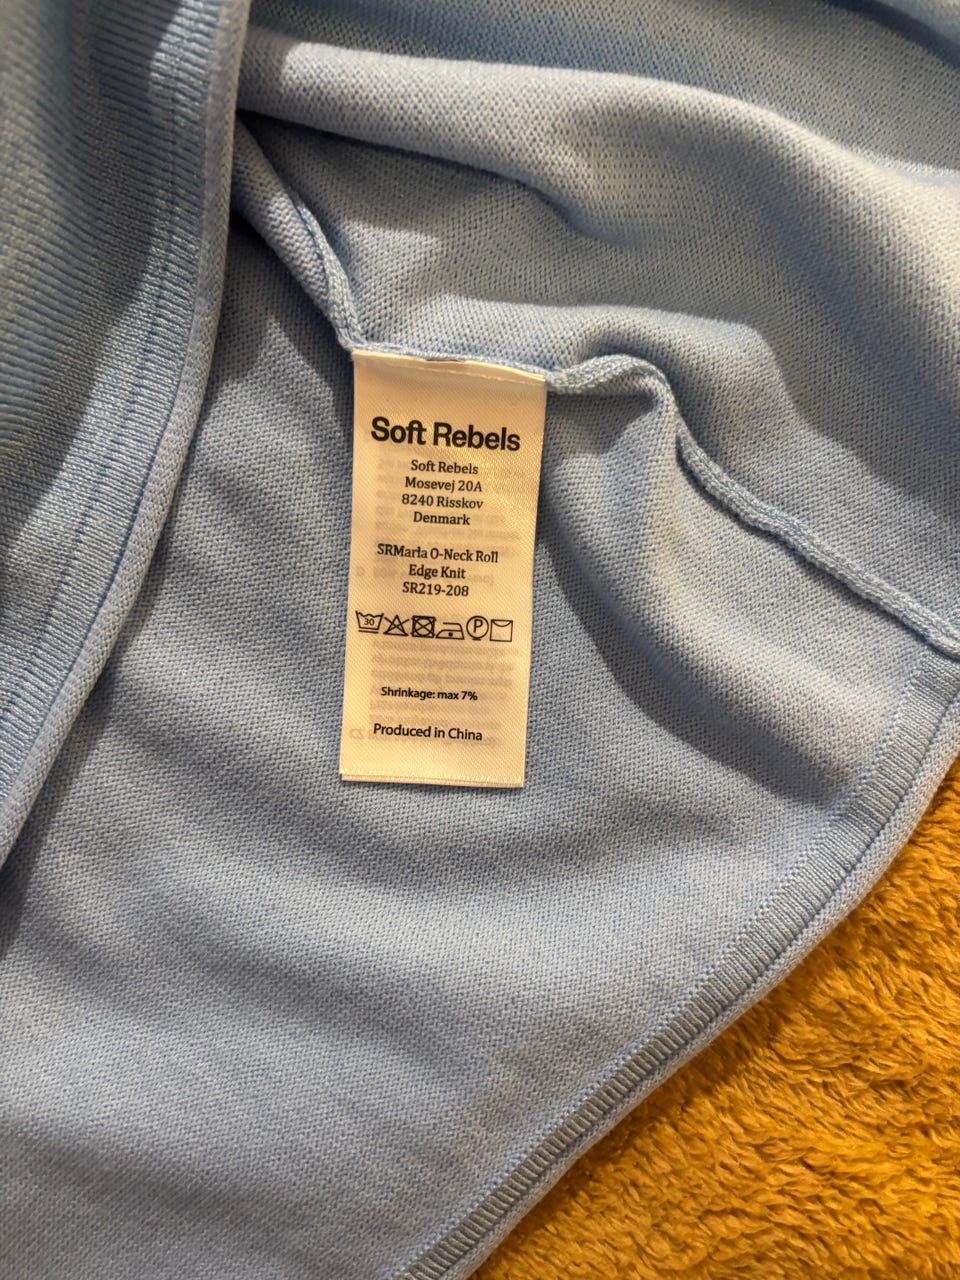 Soft Rebels
Soft Rebels
Mosevej 20A
8240 Risskov
Denmark
SRMarla O-Neck Roll
Edge Knit
SR219-208
30 P
Shrinkage: max 7%
Produced in China